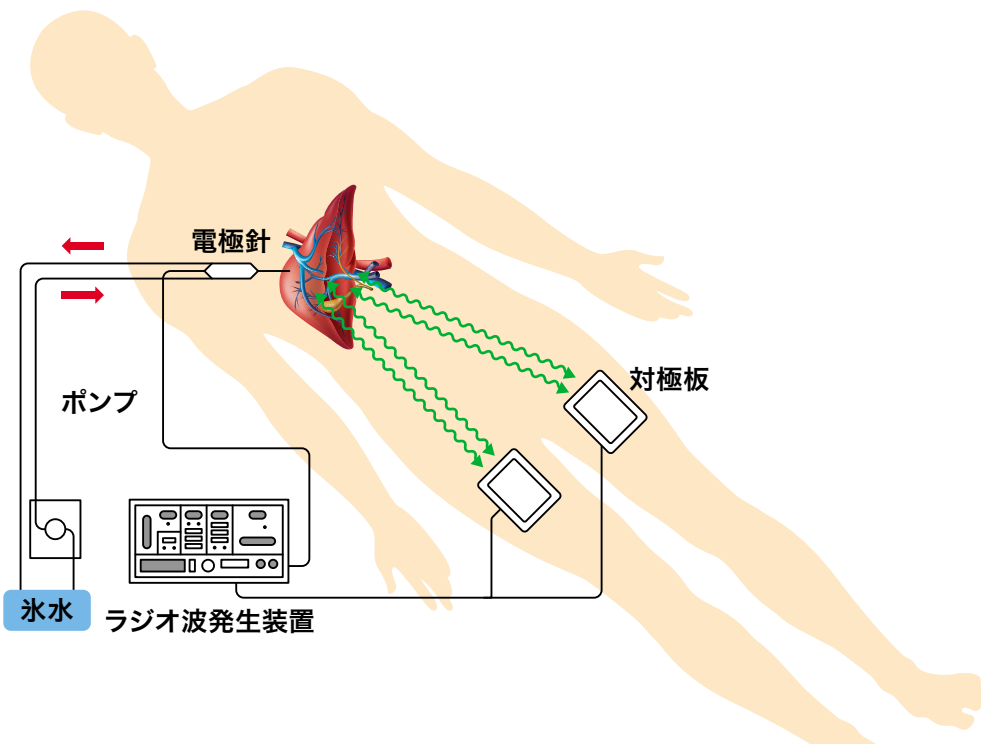 電極針
対極板
ポンプ
氷水
ラジオ波発生装置